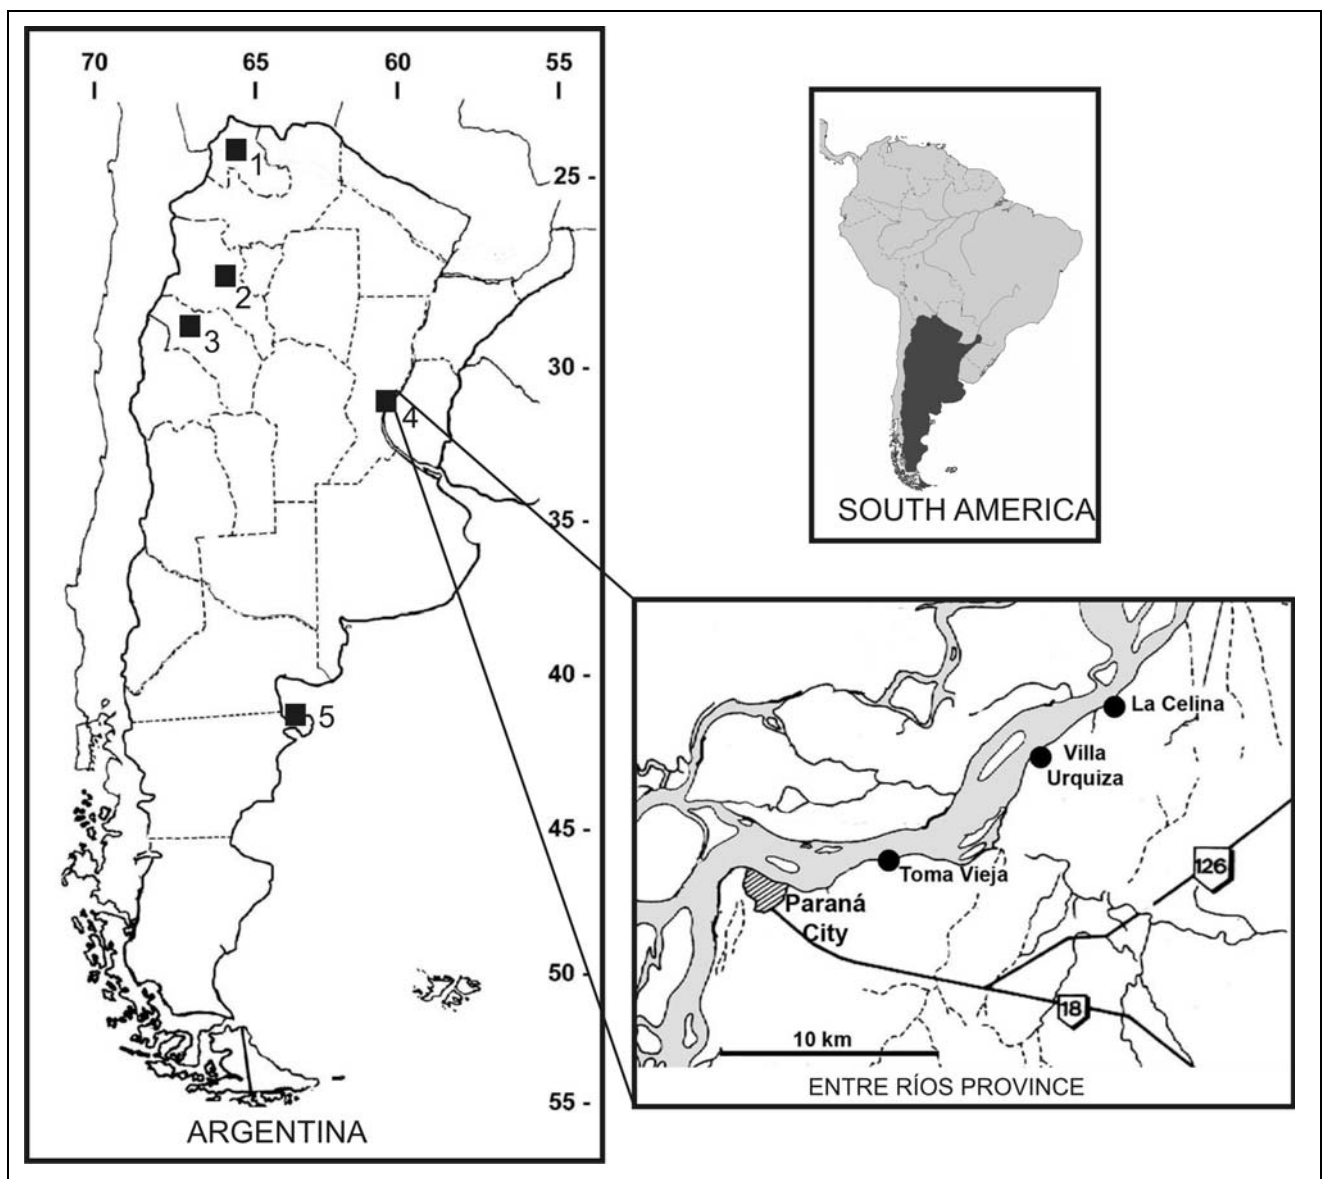 70 65 60 55
1
25 -
2
3
30 -
4
35 -
40 -
5
45 -
50 -
55 -
ARGENTINA
SOUTH AMERICA
La Celina
Villa
Urquiza
126
Toma Vieja
Paraná
City
18
10 km
ENTRE RÍOS PROVINCE